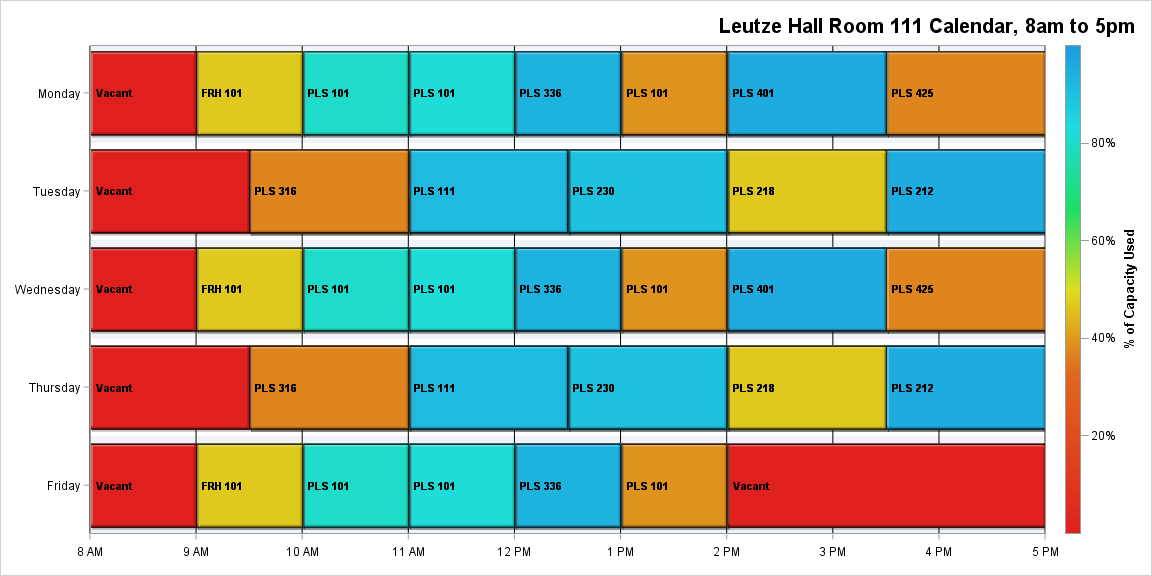 Leutze Hall Room 111 Calendar, 8am to 5pm
Monday
Vacant
FRH 101
PLS 101
PLS 101
PLS 336
PLS 101
PLS 401
PLS 425
Tuesday
Vacant
PLS 316
PLS 111
PLS 230
PLS 218
PLS 212
Wednesday
Vacant
FRH 101
PLS 101
PLS 101
PLS 336
PLS 101
PLS 401
PLS 425
Thursday
Vacant
PLS 316
PLS 111
PLS 230
PLS 218
PLS 212
Friday
Vacant
FRH 101
PLS 101
PLS 101
PLS 336
PLS 101
Vacant
8 AM
9 AM
10 AM
11 AM
12 PM
1 PM
2 PM
3 PM
4 PM
5 PM
80%
60%
40%
20%
% of Capacity Used